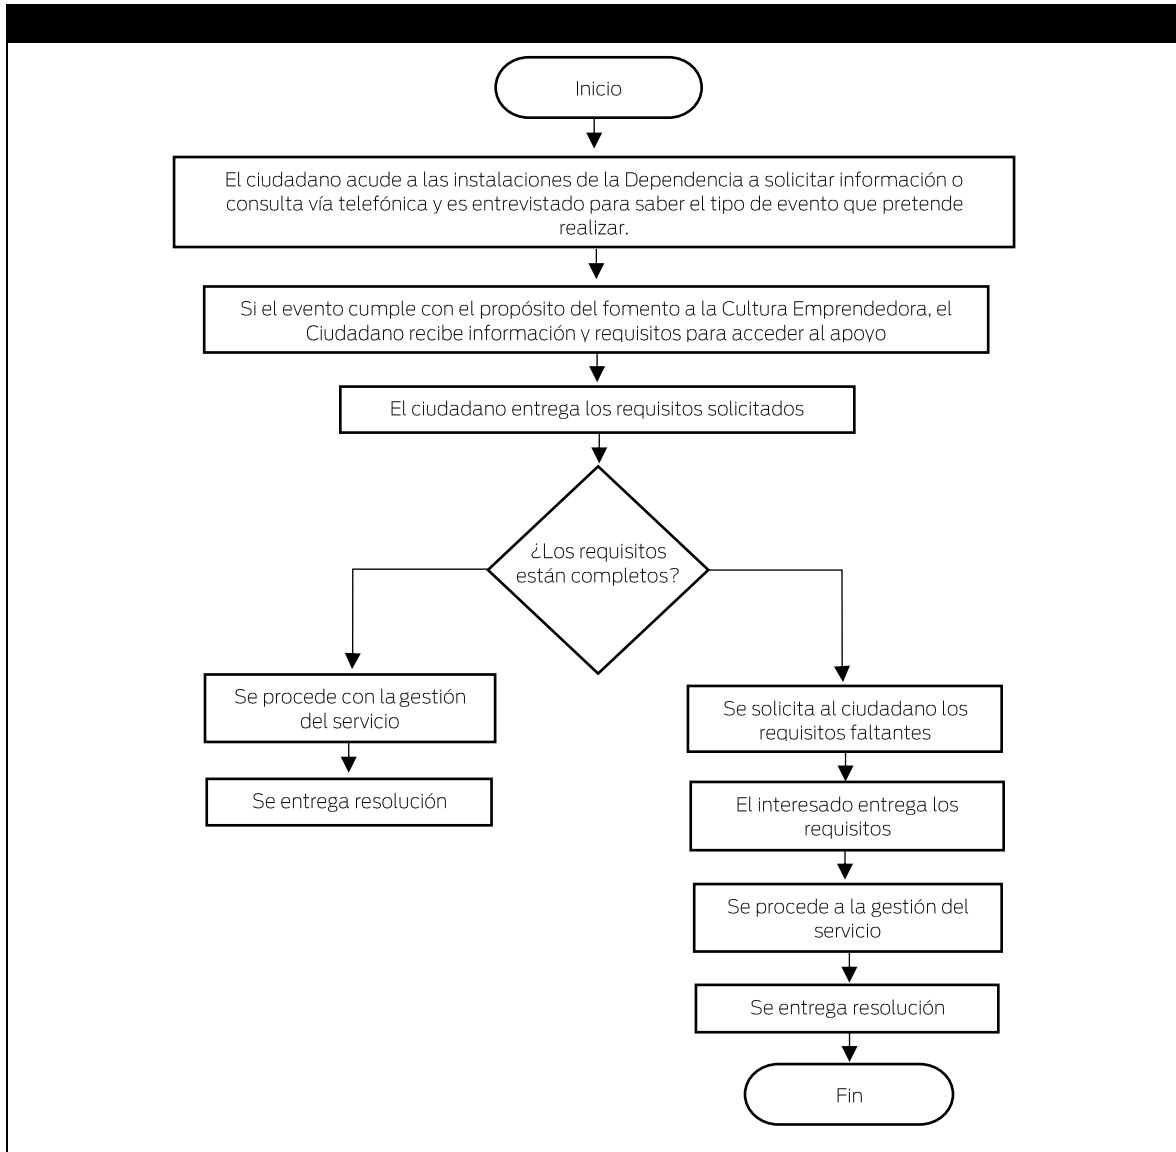 Inicio
El ciudadano acude a las instalaciones de la Dependencia a solicitar información o
consulta vía telefónica y es entrevistado para saber el tipo de evento que pretende
realizar.
Si el evento cumple con el propósito del fomento a la Cultura Emprendedora, el
Ciudadano recibe información y requisitos para acceder al apoyo
El ciudadano entrega los requisitos solicitados
¿Los requisitos
están completos?
Se procede con la gestión
del servicio
Se entrega resolución
Se solicita al ciudadano los
requisitos faltantes
El interesado entrega los
requisitos
Se procede a la gestión del
servicio
Se entrega resolución
Fin